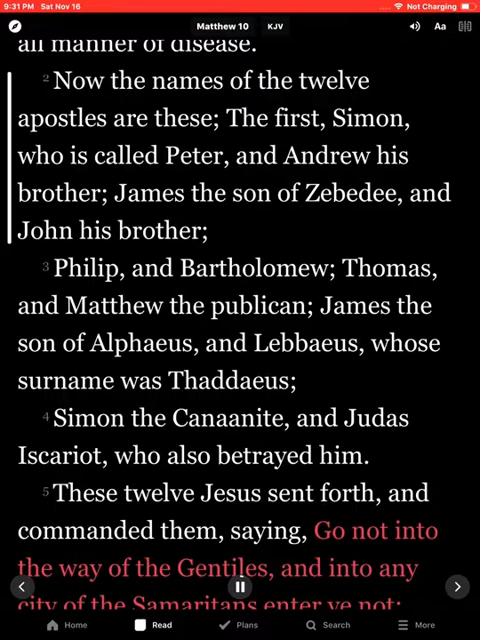 9:31 PM Sat Nov 16
Not Charging
Matthew 10 KJV
Aa
all manner of disease.
2 Now the names of the twelve
apostles are these; The first, Simon,
who is called Peter, and Andrew his
brother; James the son of Zebedee, and
John his brother;
3 Philip, and Bartholomew; Thomas,
and Matthew the publican; James the
son of Alphaeus, and Lebbaeus, whose
surname was Thaddaeus;
4 Simon the Canaanite, and Judas
Iscariot, who also betrayed him.
5 These twelve Jesus sent forth, and
commanded them, saying, Go not into
the way of the Gentiles, and into any
city of the Samaritans enter ye not:
Home Read Plans Search More